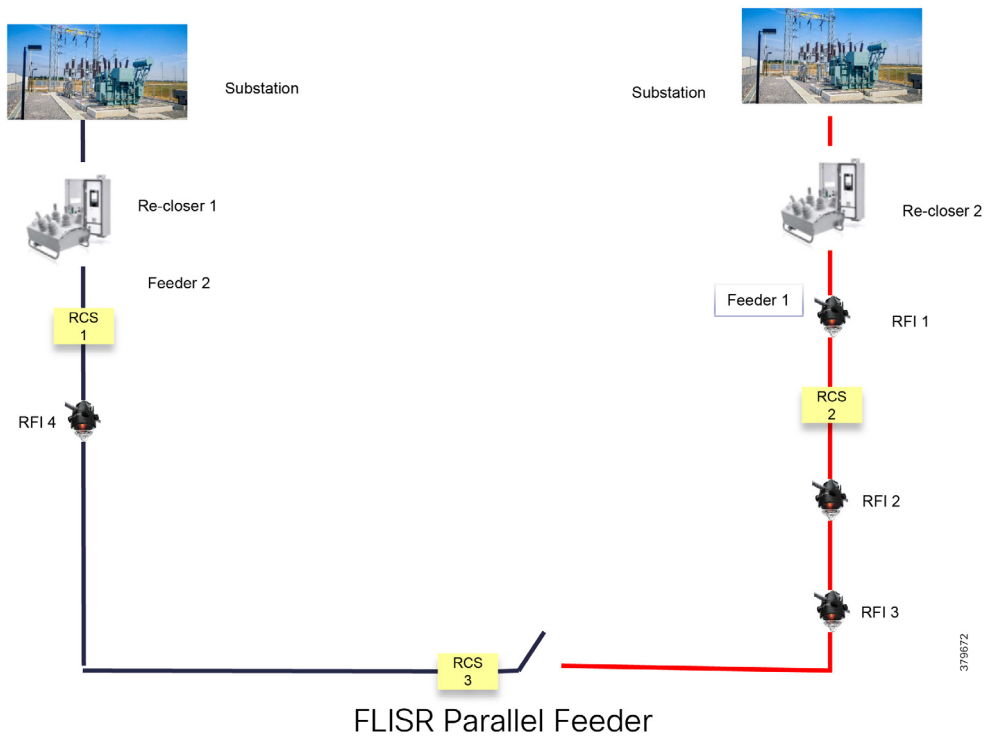 Substation
Substation
Re-closer 1
Re-closer 2
Feeder 2
Feeder 1
RCS
1
RFI 1
RFI 4
RCS
2
RFI 2
RFI 3
RCS
3
379672
FLISR Parallel Feeder